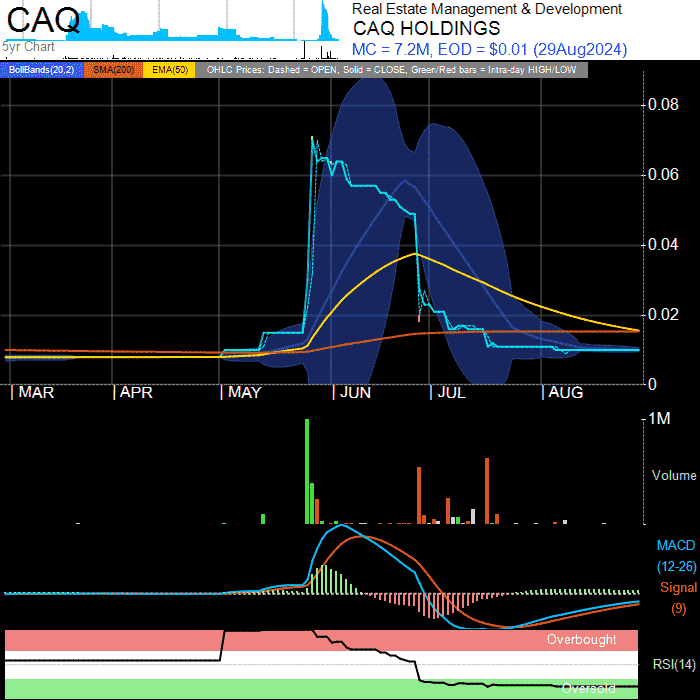 CAQ
5yr Chart
Real Estate Management & Development
CAQ HOLDINGS
MC = 7.2M, EOD = $0.01 (29Aug2024)
BollBands(20,2) SMA(200) EMA(50) OHLC Prices: Dashed = OPEN, Solid = CLOSE, Green/Red bars = Intra-day HIGH/LOW
0.08
0.06
0.04
0.02
0
MAR APR MAY JUN JUL AUG
1M
Volume
MACD
(12-26)
Signal
(9)
Overbought
RSI(14)
Oversold